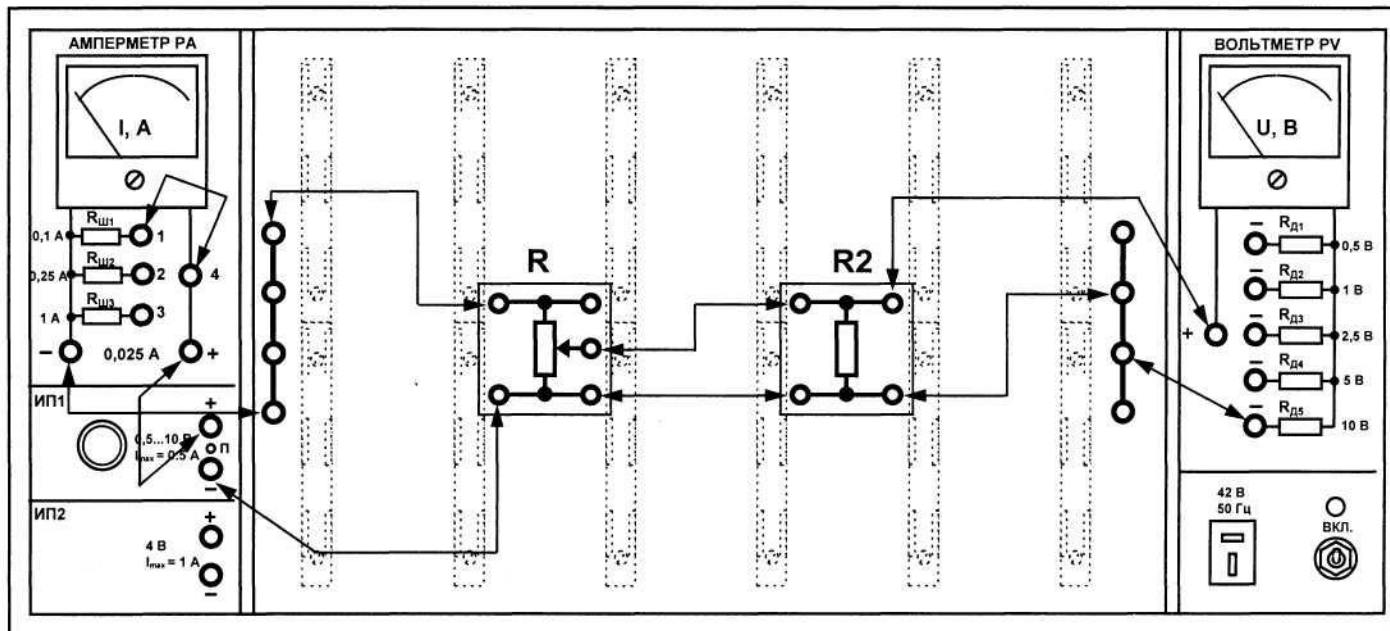 АМПЕРМЕТР РА
I, А
0,1 А RШ1 1
0,25 А RШ2 2 4
1 А RШ3 3
– 0,025 А +
ИП1
+
0,5...10 В
П
Imax = 0.5 А
–
ИП2
+
4 В
Imax = 1 А
–
R
R2
ВОЛЬТМЕТР PV
U, В
– RД1 0,5 В
– RД2 1 В
+ – RД3 2,5 В
– RД4 5 В
– RД5 10 В
42 В
50 Гц
ВКЛ.